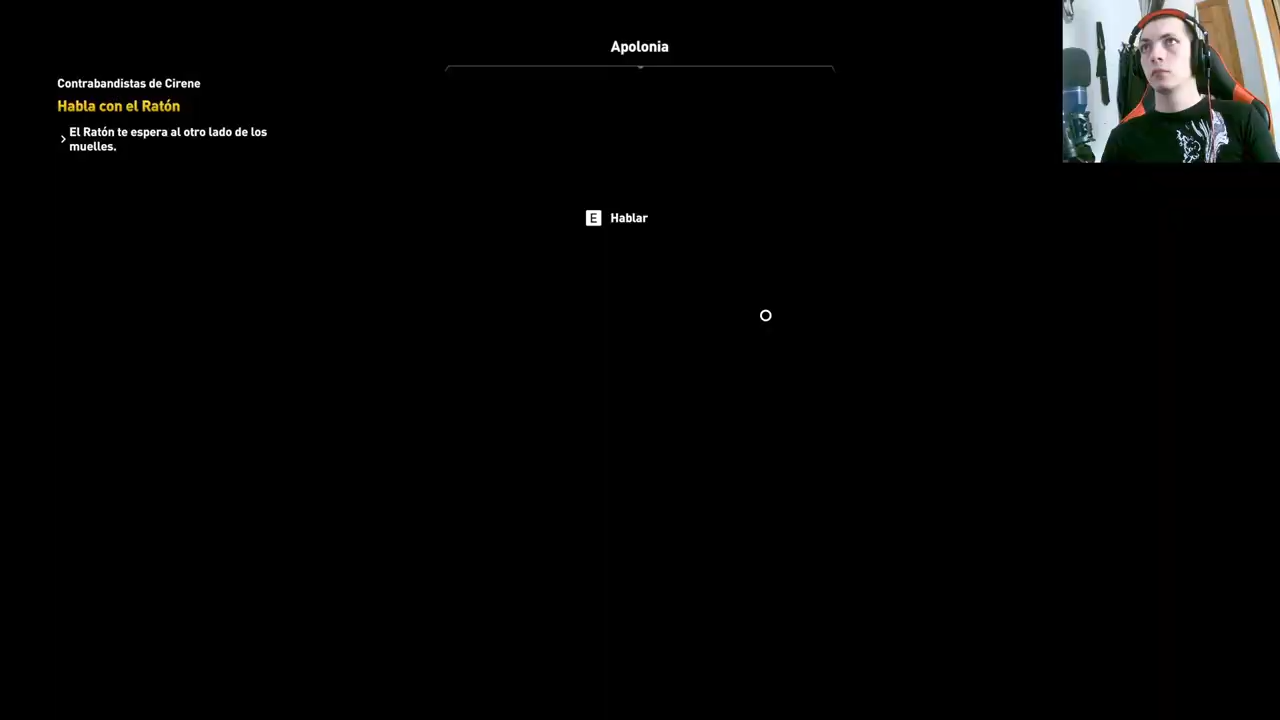 Apolonia
Contrabandistas de Cirene
Habla con el Ratón
El Ratón te espera al otro lado de los
muelles.
E Hablar